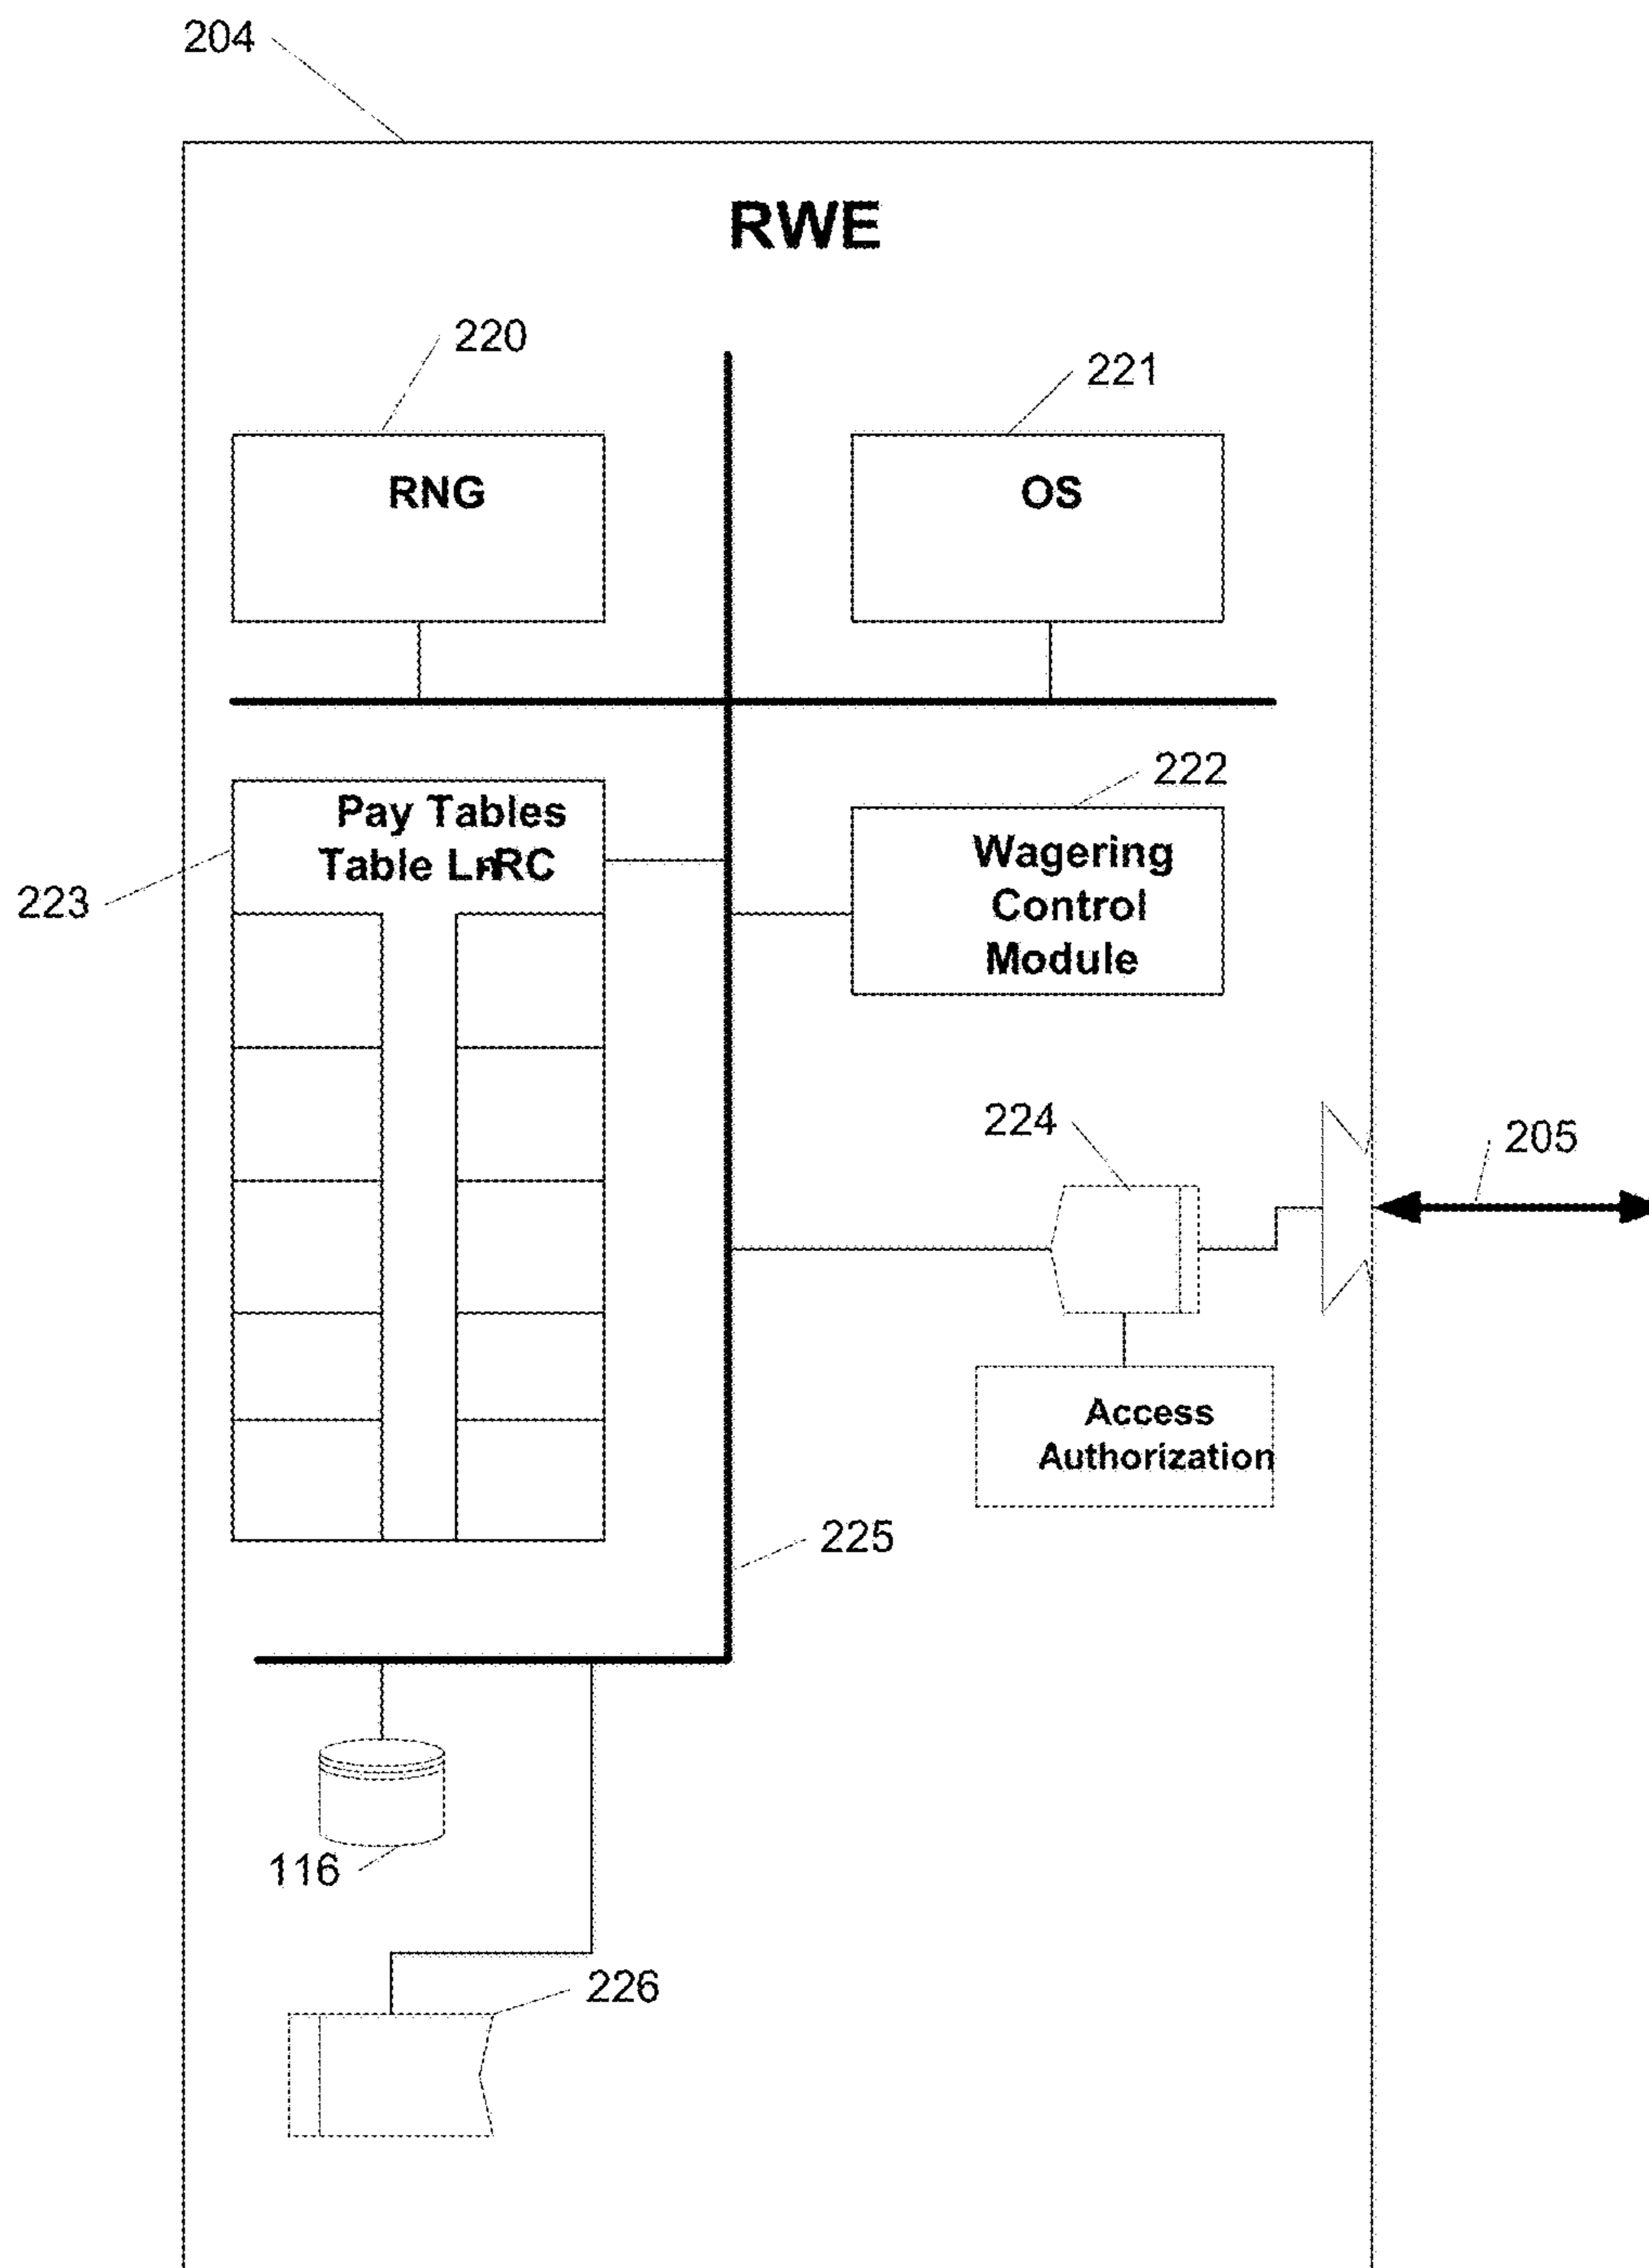 204
RWE
220
221
RNG
OS
222
Pay Tables
Table
223
Wagering
Control
Module
224
205
Access
Authorization
225
116
226